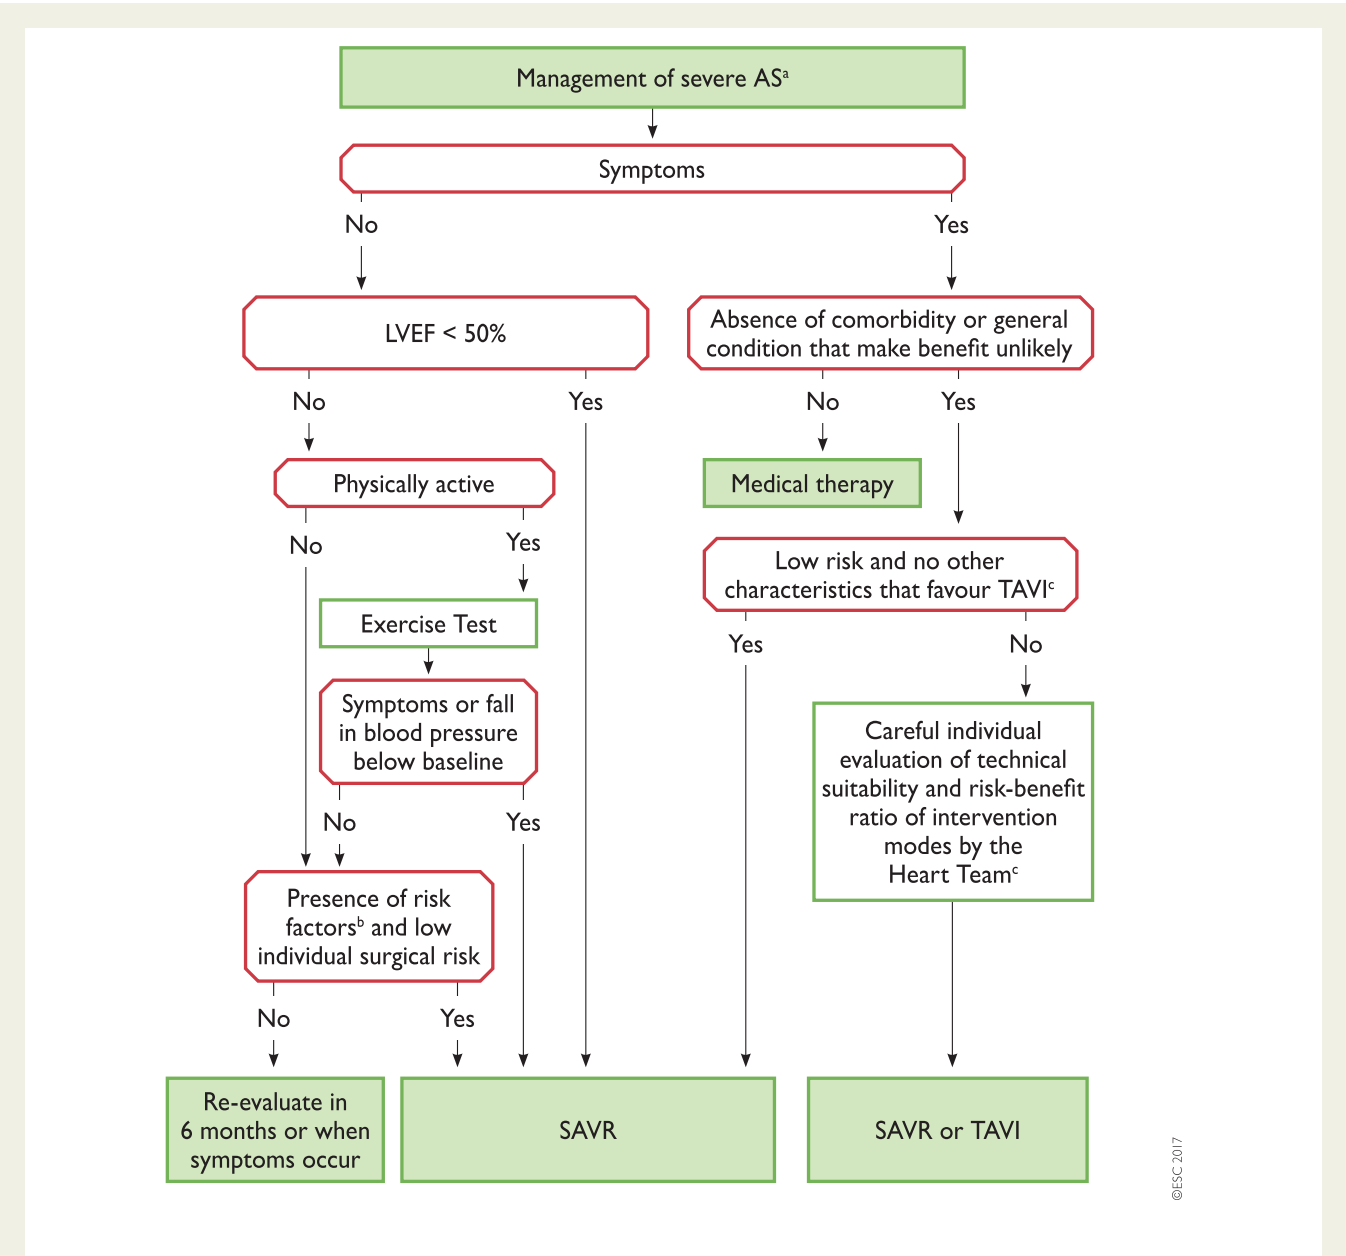 Management of severe ASᵃ
Symptoms
No
Yes
LVEF < 50%
Absence of comorbidity or general
condition that make benefit unlikely
No
Yes
No
Yes
Physically active
Medical therapy
No
Yes
Low risk and no other
characteristics that favour TAVIᶜ
Exercise Test
Yes
No
Symptoms or fall
in blood pressure
below baseline
Careful individual
evaluation of technical
suitability and risk-benefit
ratio of intervention
modes by the
Heart Teamᶜ
No
Yes
Presence of risk
factorsᵇ and low
individual surgical risk
No
Yes
Re-evaluate in
6 months or when
symptoms occur
SAVR
SAVR or TAVI
©ESC 2017